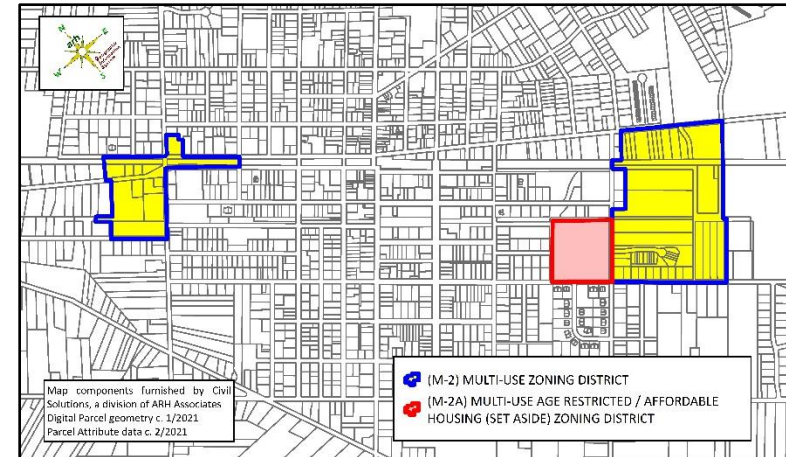 N
E
arh
W
S
(M-2) MULTI-USE ZONING DISTRICT
(M-2A) MULTI-USE AGE RESTRICTED / AFFORDABLE
HOUSING (SET ASIDE) ZONING DISTRICT
Map components furnished by Civil
Solutions, a division of ARH Associates
Digital Parcel geometry c. 1/2021
Parcel Attribute data c. 2/2021